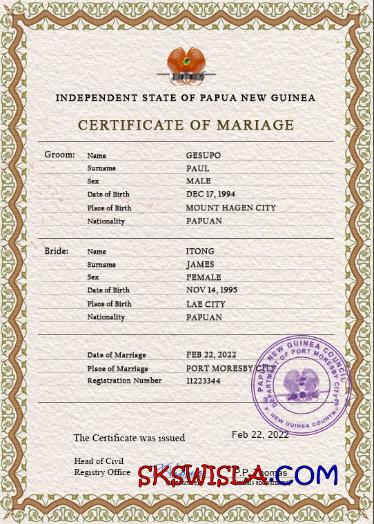 INDEPENDENT STATE OF PAPUA NEW GUINEA
CERTIFICATE OF MARIAGE
Groom: Name GESUPO
Surname PAUL
Sex MALE
Date of Birth DEC 17, 1994
Place of Birth MOUNT HAGEN CITY
Nationality PAPUAN
Bride: Name ITONG
Surname JAMES
Sex FEMALE
Date of Birth NOV 14, 1995
Place of Birth LAE CITY
Nationality PAPUAN
Date of Marriage FEB 22, 2022
Place of Marriage PORT MORESBY CITY
Registration Number 11223344
PAPUA NEW GUINEA COUNCIL
DEPARTMENT OF PORT MORESBY CITY
P. NEW GUINEA COUNTRY
The Certificate was issued Feb 22, 2022
Head of Civil
Registry Office P.P Thomas
SKSWISLA.COM